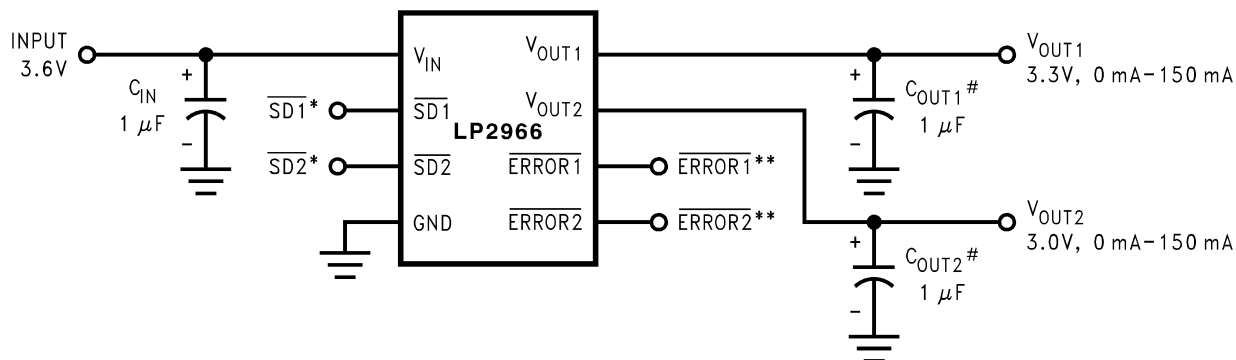 INPUT
3.6V
+
C_IN
1 μF
-
SD1*
SD2*
V_IN
SD1
SD2
GND
LP2966
V_OUT1
V_OUT2
ERROR1
ERROR2
ERROR1**
ERROR2**
+
C_OUT1#
1 μF
-
V_OUT1
3.3V, 0 mA-150 mA
+
C_OUT2#
1 μF
-
V_OUT2
3.0V, 0 mA-150 mA